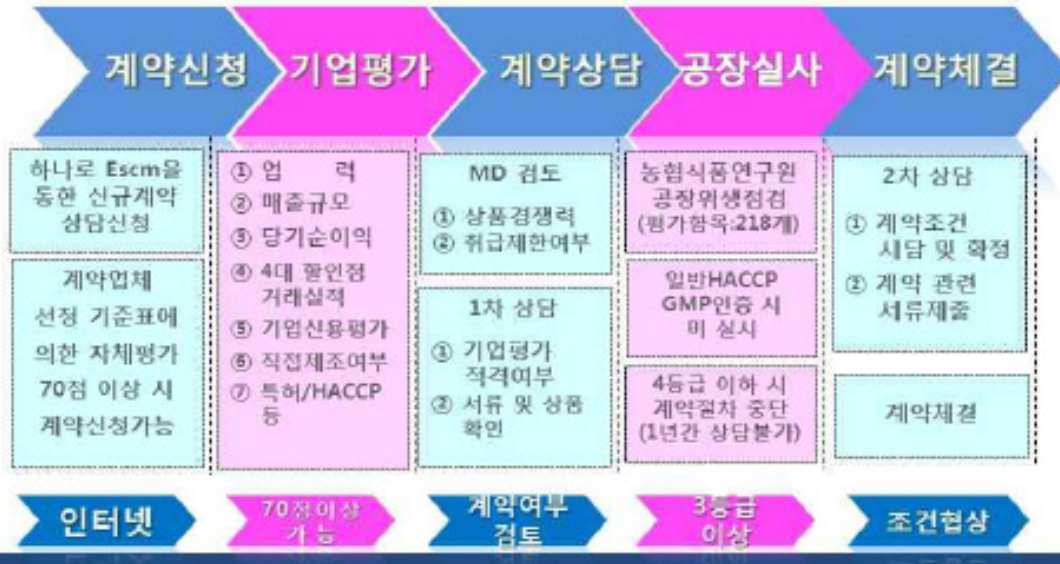 계약신청
기업평가
계약상담
공장실사
계약체결
하나로 Escm을
통한 신규계약
상담신청
계약업체
선정 기준표에
의한 자체평가
70점 이상 시
계약신청가능
① 업 력
② 매출규모
③ 당기순이익
④ 4대 할인점
거래실적
⑤ 기업신용평가
⑥ 직접제조여부
⑦ 특허/HACCP
등
MD 검토
① 상품경쟁력
② 취급제한여부
1차 상담
① 기업평가
적격여부
② 서류 및 상품
확인
농협식품연구원
공장위생점검
(평가항목:218개)
일반HACCP
GMP인증 시
미 실시
4등급 이하 시
계약절차 중단
(1년간 상담불가)
2차 상담
① 계약조건
시담 및 확정
② 계약 관련
서류제출
계약체결
인터넷
70점이상
가능
계약여부
검토
3등급
이상
조건협상